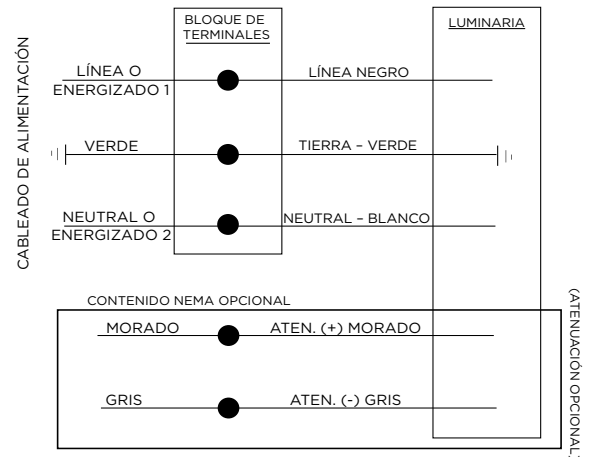 BLOQUE DE
TERMINALES
LUMINARIA
CABLEADO DE ALIMENTACIÓN
LÍNEA O
ENERGIZADO 1
LÍNEA NEGRO
VERDE
TIERRA – VERDE
NEUTRAL O
ENERGIZADO 2
NEUTRAL – BLANCO
CONTENIDO NEMA OPCIONAL
MORADO
ATEN. (+) MORADO
GRIS
ATEN. (-) GRIS
(ATENUACIÓN OPCIONAL)